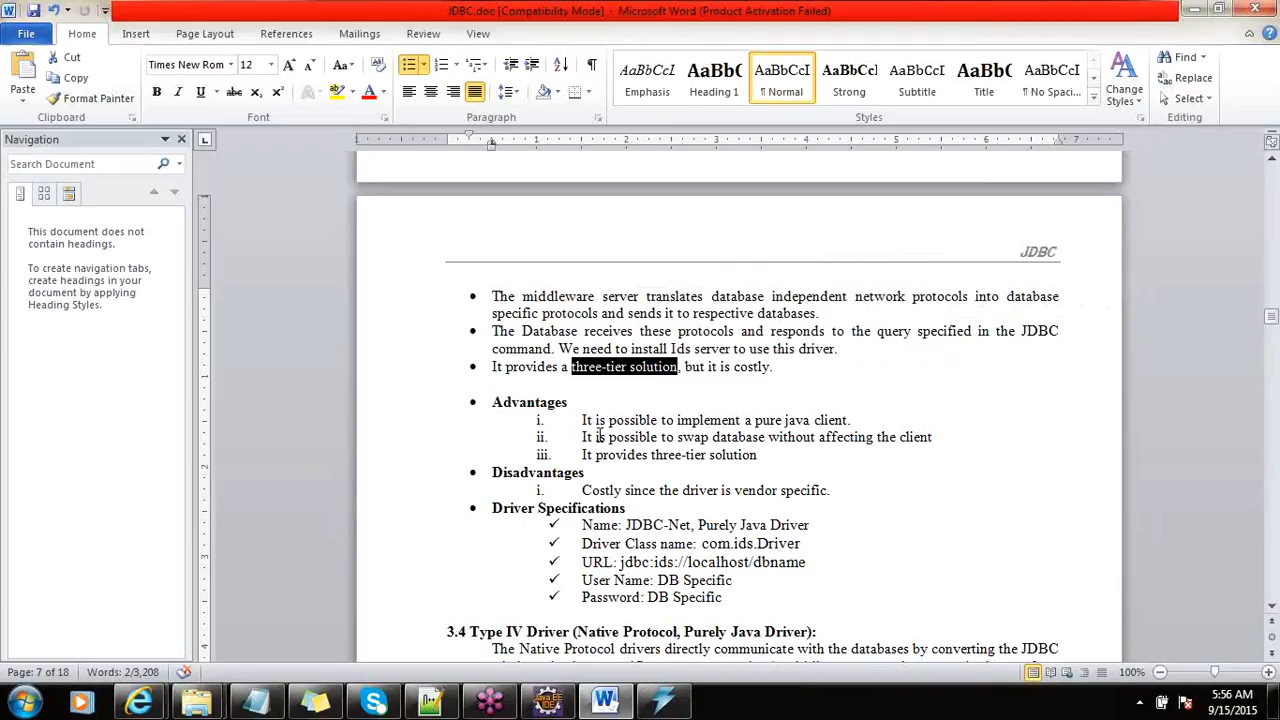 JDBC.doc [Compatibility Mode] - Microsoft Word (Product Activation Failed)
File Home Insert Page Layout References Mailings Review View
Cut
Copy
Format Painter
Paste
Clipboard
Times New Rom 12
Font
Paragraph
AaBbCcI AaBbC AaBbCcI AaBbCcI AaBbCcI AaBbC AaBbCcI
Emphasis Heading 1 ¶ Normal Strong Subtitle Title ¶ No Spaci...
Styles
Change Styles
Find
Replace
Select
Editing
Navigation
Search Document
This document does not
contain headings.
To create navigation tabs,
create headings in your
document by applying
Heading Styles.
JDBC
• The middleware server translates database independent network protocols into database
specific protocols and sends it to respective databases.
• The Database receives these protocols and responds to the query specified in the JDBC
command. We need to install Ids server to use this driver.
• It provides a three-tier solution, but it is costly.
• Advantages
i. It is possible to implement a pure java client.
ii. It is possible to swap database without affecting the client
iii. It provides three-tier solution
• Disadvantages
i. Costly since the driver is vendor specific.
• Driver Specifications
✓ Name: JDBC-Net, Purely Java Driver
✓ Driver Class name: com.ids.Driver
✓ URL: jdbc:ids://localhost/dbname
✓ User Name: DB Specific
✓ Password: DB Specific
3.4 Type IV Driver (Native Protocol, Purely Java Driver):
The Native Protocol drivers directly communicate with the databases by converting the JDBC
Page: 7 of 18 Words: 2/3,208 100%
5:56 AM
9/15/2015